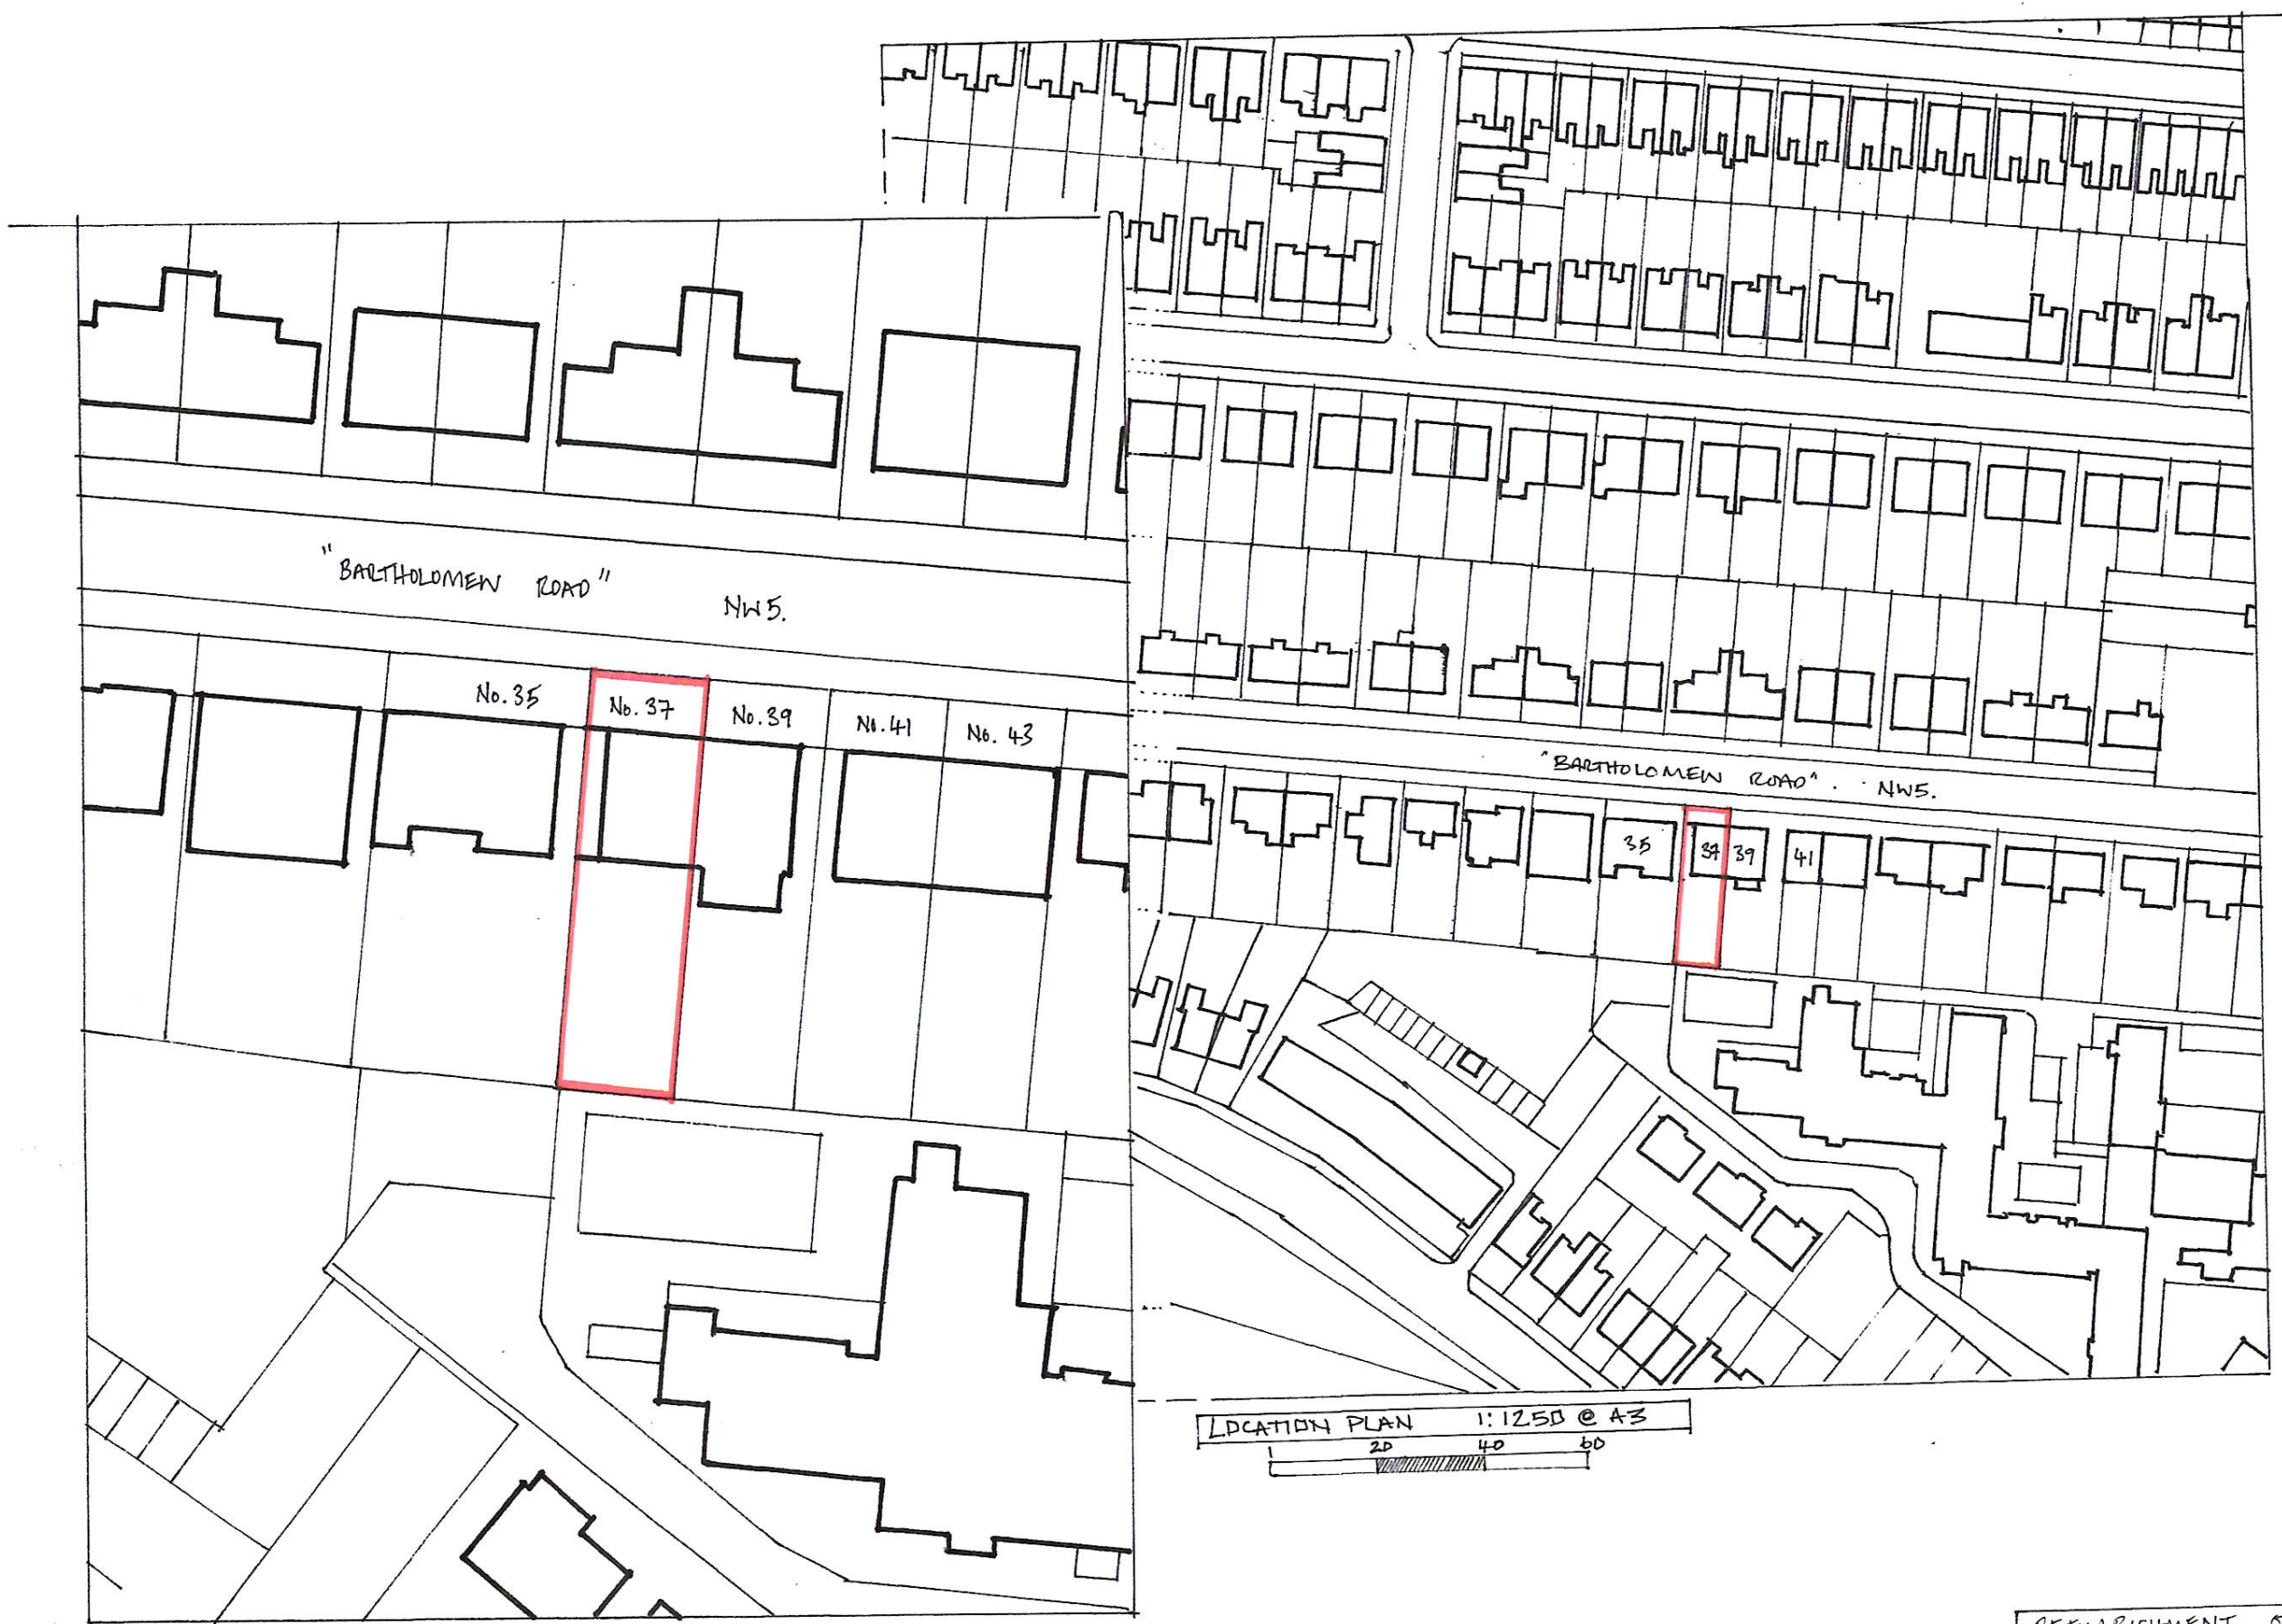 "BARTHOLOMEW ROAD"
NW5.
No.35
No.37
No.39
No.41
No. 43
"BARTHOLOMEW ROAD". NW5.
35
37
39
41
LOCATION PLAN 1:1250 @ A3
20 40 60